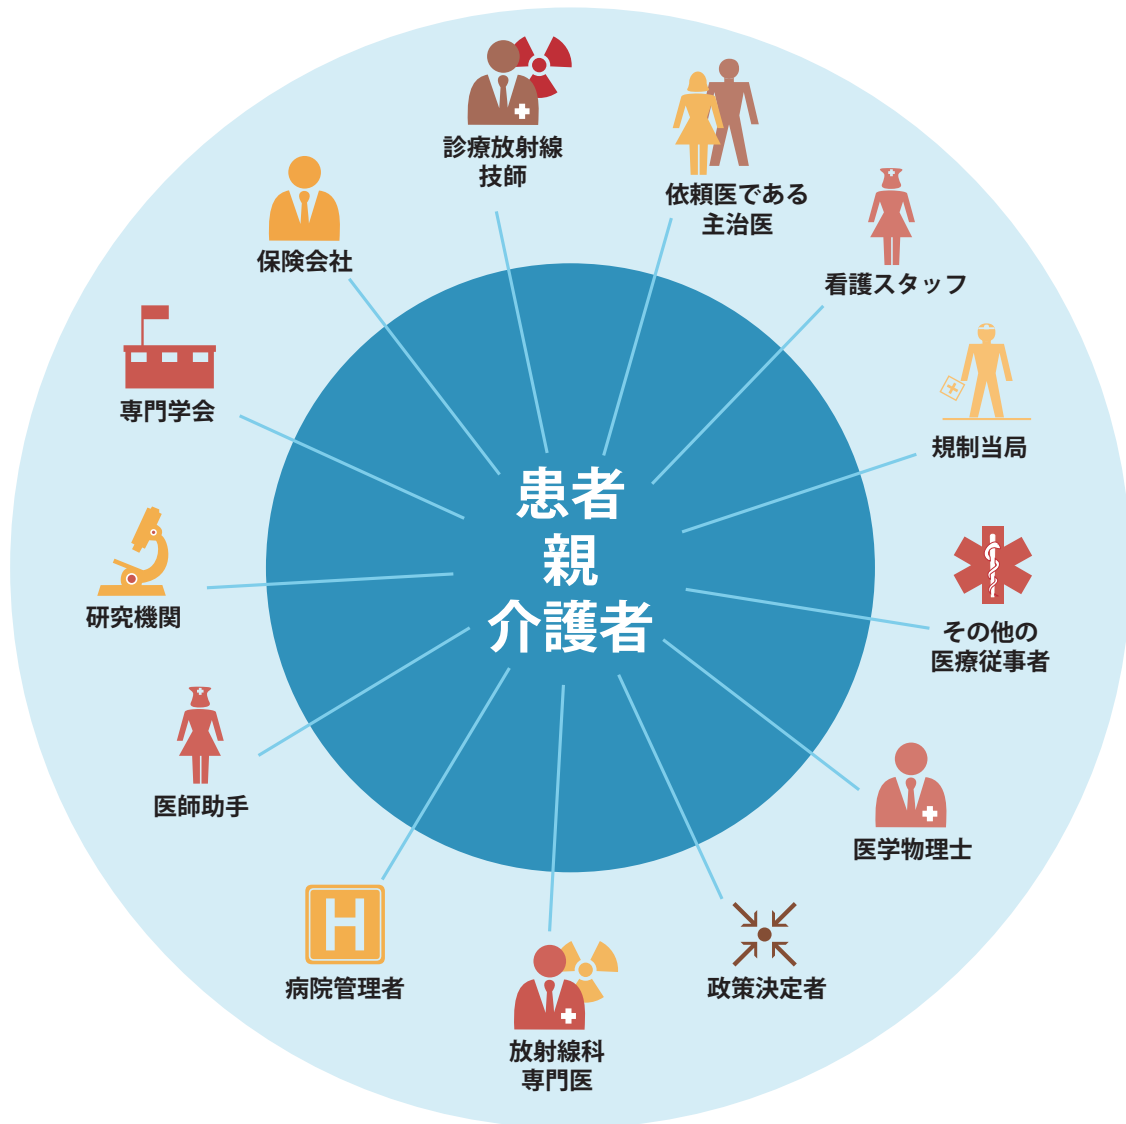 診療放射線
技師
依頼医である
主治医
看護スタッフ
規制当局
その他の
医療従事者
医学物理士
政策決定者
放射線科
専門医
病院管理者
H
医師助手
研究機関
専門学会
保険会社
患者
親
介護者